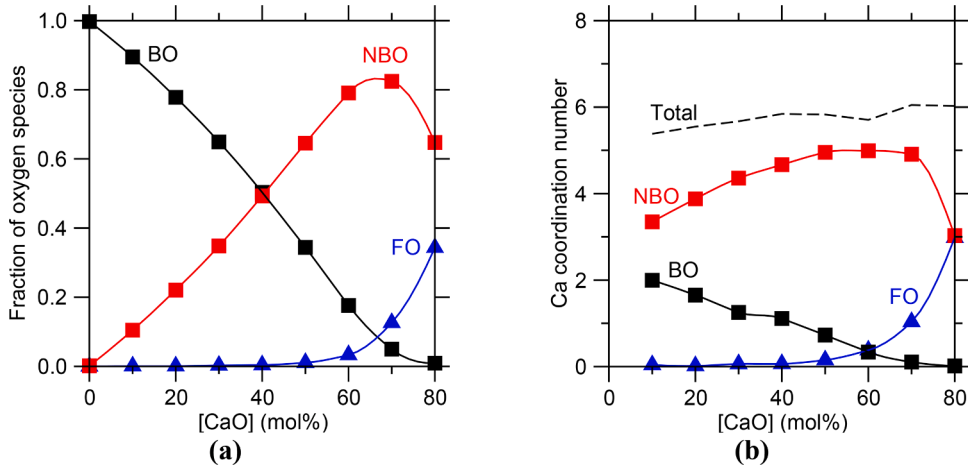 Fraction of oxygen species
1.0
0.8
0.6
0.4
0.2
0.0
BO
NBO
FO
0
20
40
60
80
[CaO] (mol%)
(a)
Ca coordination number
8
6
4
2
0
Total
NBO
BO
FO
0
20
40
60
80
[CaO] (mol%)
(b)